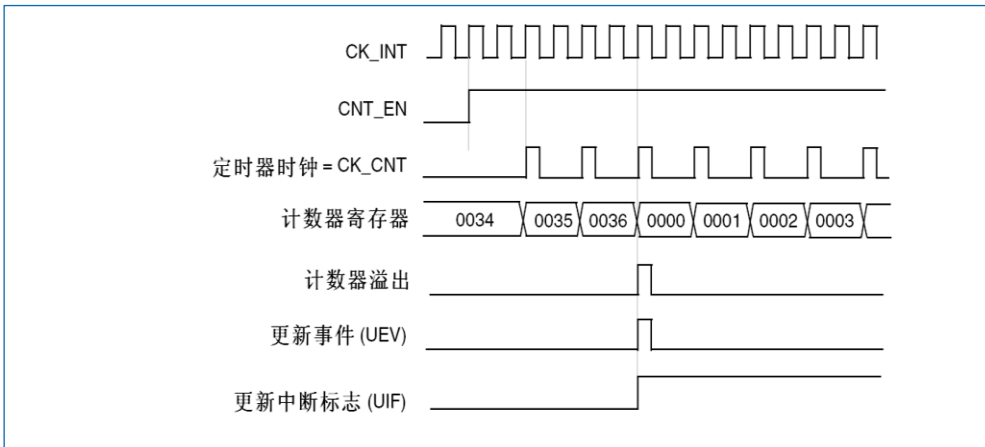 CK_INT
CNT_EN
定时器时钟 = CK_CNT
计数器寄存器 0034 0035 0036 0000 0001 0002 0003
计数器溢出
更新事件 (UEV)
更新中断标志 (UIF)